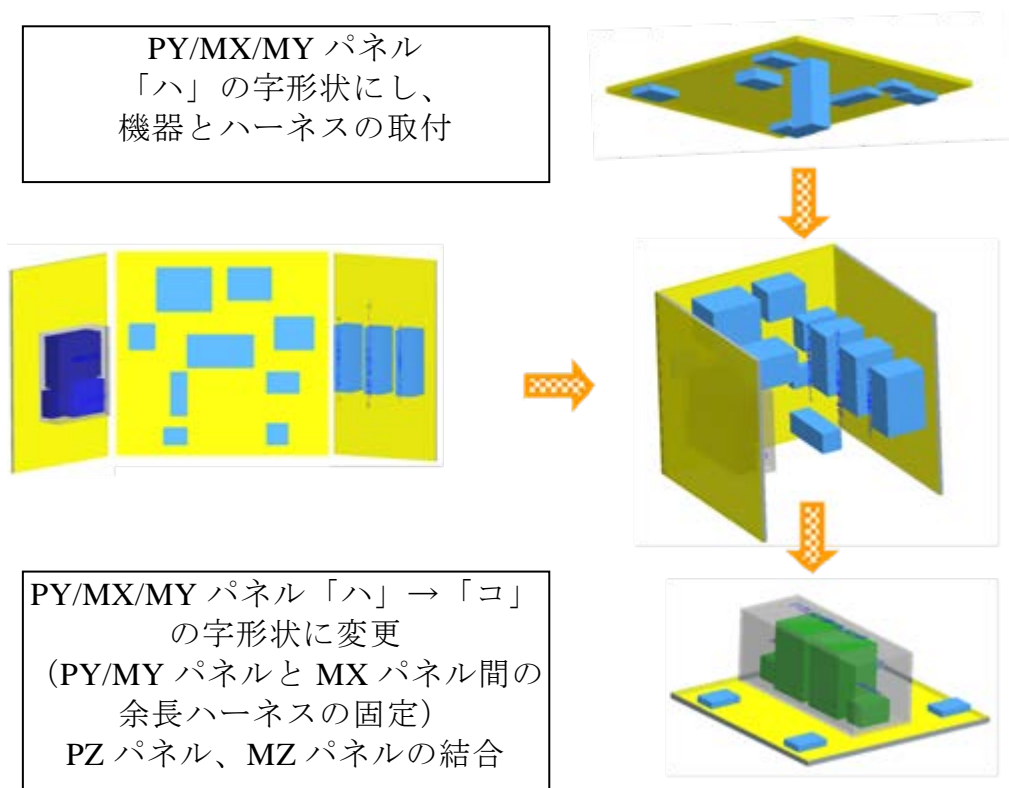 PY/MX/MY パネル
「ハ」の字形状にし、
機器とハーネスの取付
PY/MX/MY パネル「ハ」→「コ」
の字形状に変更
（PY/MY パネルと MX パネル間の
余長ハーネスの固定）
PZ パネル、MZ パネルの結合